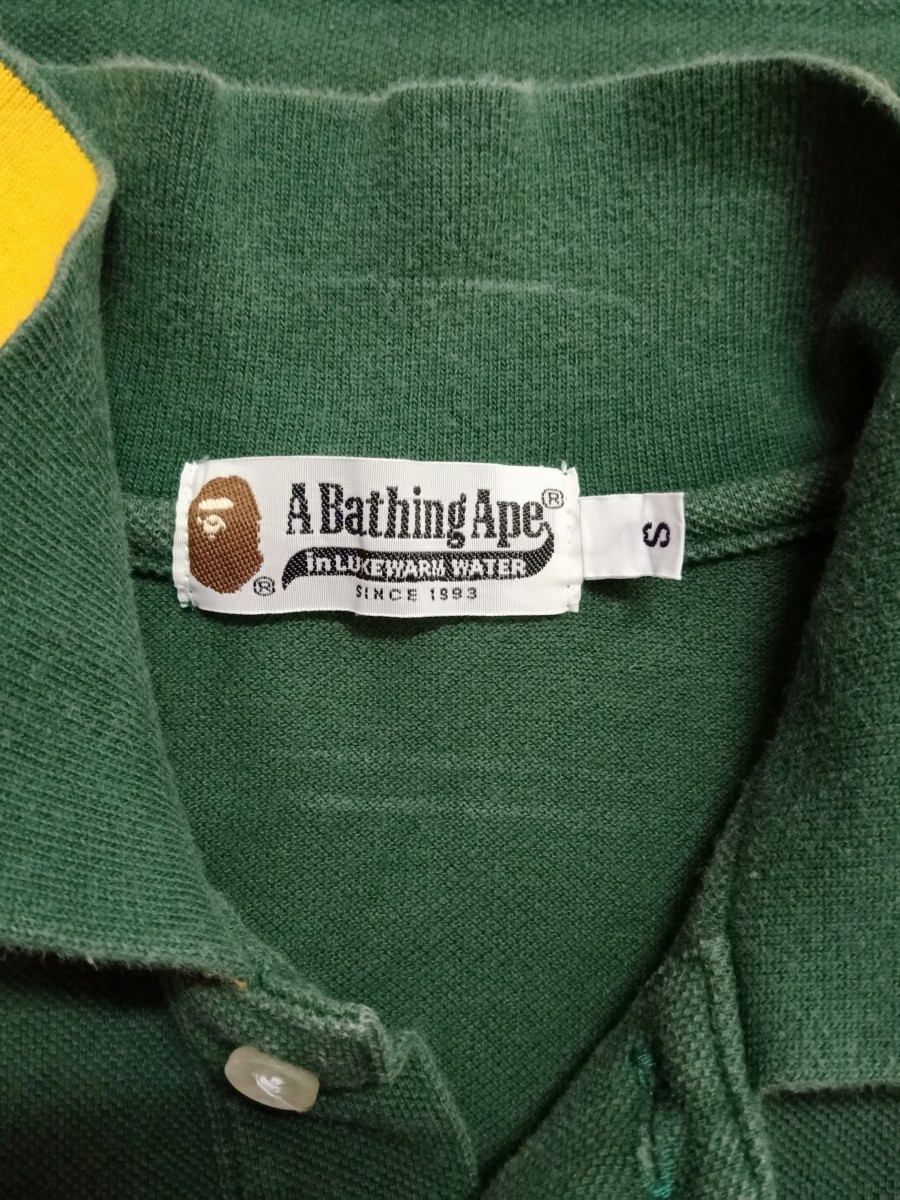 A Bathing Ape®
in LUKEWARM WATER
SINCE 1993
®
S